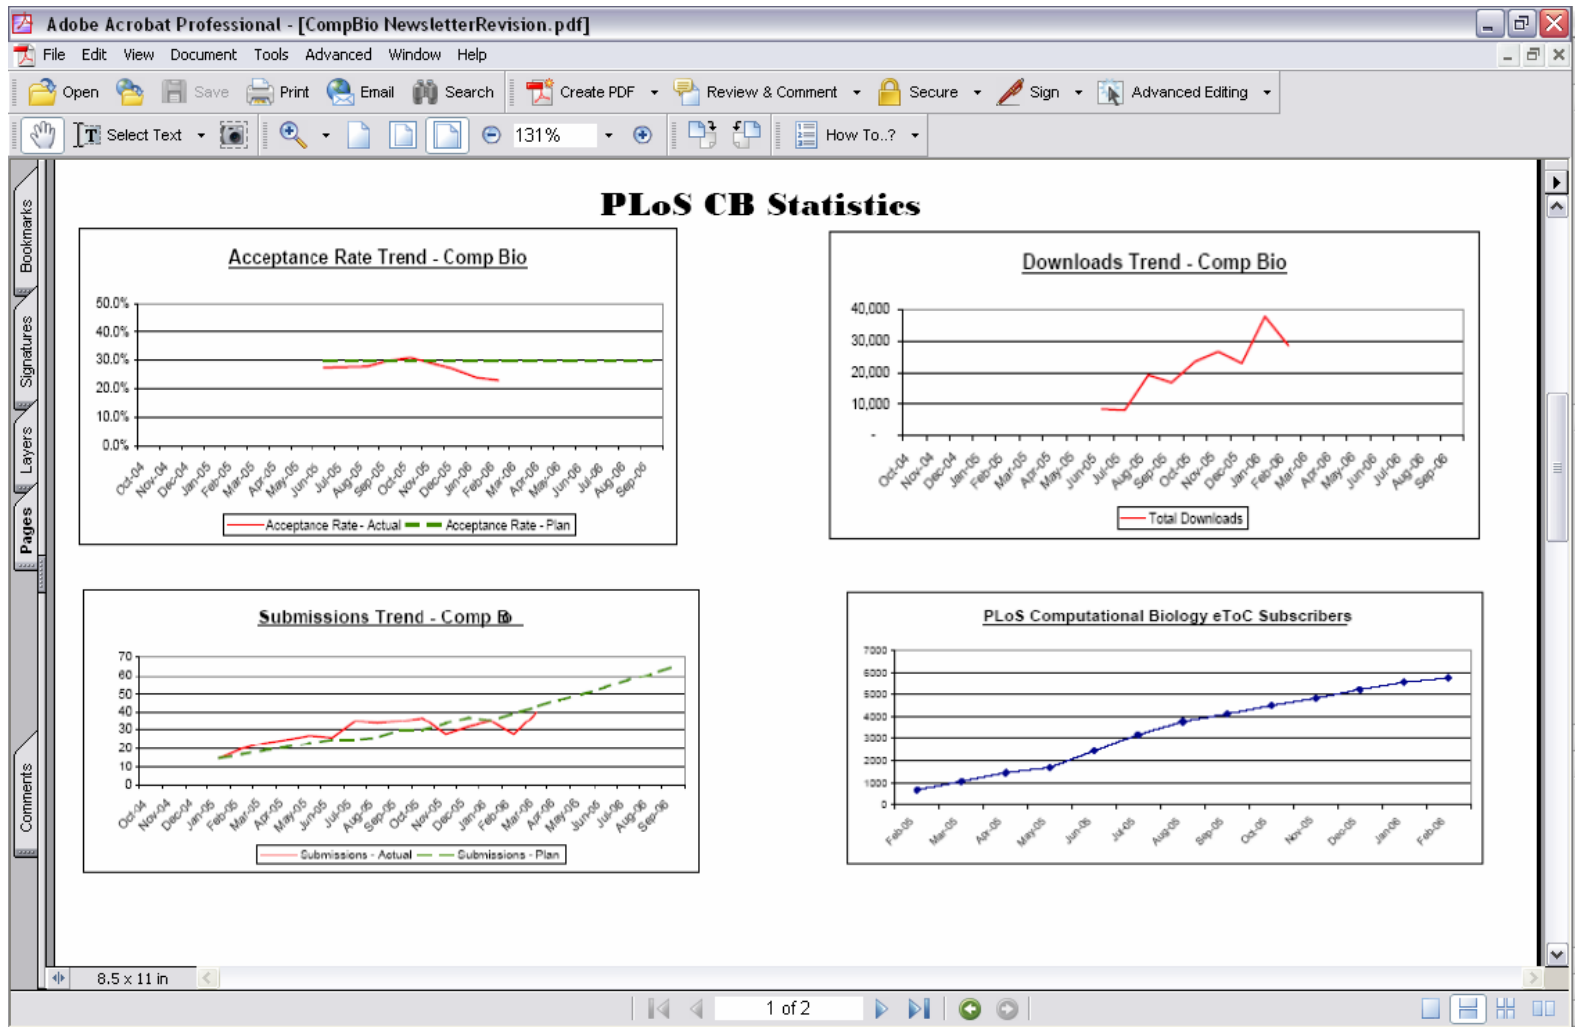 Adobe Acrobat Professional - [CompBio NewsletterRevision.pdf]
File Edit View Document Tools Advanced Window Help
Open Save Print Email Search Create PDF Review & Comment Secure Sign Advanced Editing
Select Text 131% How To..?
Bookmarks
Signatures
Layers
Pages
Comments
PLoS CB Statistics
Acceptance Rate Trend - Comp Bio
50.0%
40.0%
30.0%
20.0%
10.0%
0.0%
Oct-04 Nov-04 Dec-04 Jan-05 Feb-05 Mar-05 Apr-05 May-05 Jun-05 Jul-05 Aug-05 Sep-05 Oct-05 Nov-05 Dec-05 Jan-06 Feb-06 Mar-06 Apr-06 May-06 Jun-06 Jul-06 Aug-06 Sep-06
Acceptance Rate - Actual Acceptance Rate - Plan
Downloads Trend - Comp Bio
40,000
30,000
20,000
10,000
-
Oct-04 Nov-04 Dec-04 Jan-05 Feb-05 Mar-05 Apr-05 May-05 Jun-05 Jul-05 Aug-05 Sep-05 Oct-05 Nov-05 Dec-05 Jan-06 Feb-06 Mar-06 Apr-06 May-06 Jun-06 Jul-06 Aug-06 Sep-06
Total Downloads
Submissions Trend - Comp Bio
70
60
50
40
30
20
10
0
Oct-04 Nov-04 Dec-04 Jan-05 Feb-05 Mar-05 Apr-05 May-05 Jun-05 Jul-05 Aug-05 Sep-05 Oct-05 Nov-05 Dec-05 Jan-06 Feb-06 Mar-06 Apr-06 May-06 Jun-06 Jul-06 Aug-06 Sep-06
Submissions - Actual Submissions - Plan
PLoS Computational Biology eToC Subscribers
7000
6000
5000
4000
3000
2000
1000
0
Feb-05 Mar-05 Apr-05 May-05 Jun-05 Jul-05 Aug-05 Sep-05 Oct-05 Nov-05 Dec-05 Jan-06 Feb-06
8.5 x 11 in
1 of 2